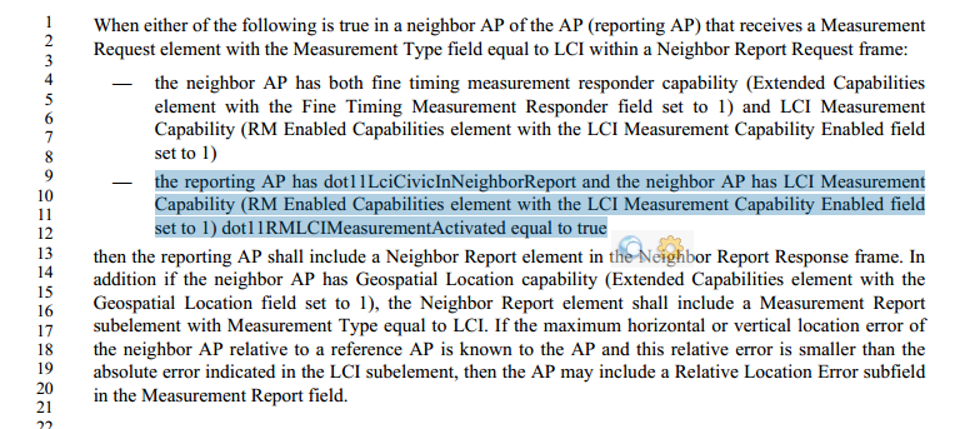 1 When either of the following is true in a neighbor AP of the AP (reporting AP) that receives a Measurement
2 Request element with the Measurement Type field equal to LCI within a Neighbor Report Request frame:
3
4 — the neighbor AP has both fine timing measurement responder capability (Extended Capabilities
5 element with the Fine Timing Measurement Responder field set to 1) and LCI Measurement
6
7 Capability (RM Enabled Capabilities element with the LCI Measurement Capability Enabled field
8 set to 1)
9 — the reporting AP has dot11LciCivicInNeighborReport and the neighbor AP has LCI Measurement
10 Capability (RM Enabled Capabilities element with the LCI Measurement Capability Enabled field
11
12 set to 1) dot11RMLCIMeasurementActivated equal to true
13 then the reporting AP shall include a Neighbor Report element in the Neighbor Report Response frame. In
14 addition if the neighbor AP has Geospatial Location capability (Extended Capabilities element with the
15 Geospatial Location field set to 1), the Neighbor Report element shall include a Measurement Report
16
17 subelement with Measurement Type equal to LCI. If the maximum horizontal or vertical location error of
18 the neighbor AP relative to a reference AP is known to the AP and this relative error is smaller than the
19 absolute error indicated in the LCI subelement, then the AP may include a Relative Location Error subfield
20 in the Measurement Report field.
21
22